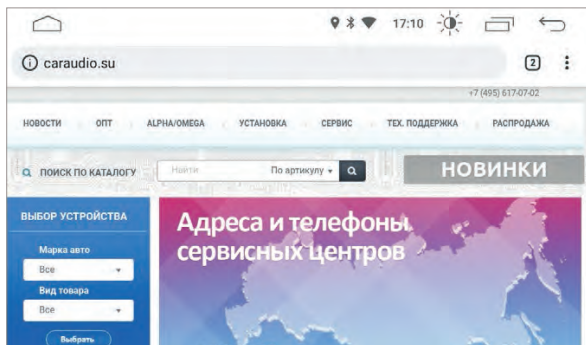 17:10
caraudio.su
2
+7 (495) 617-07-02
НОВОСТИ ОПТ ALPHA/OMEGA УСТАНОВКА СЕРВИС ТЕХ. ПОДДЕРЖКА РАСПРОДАЖА
ПОИСК ПО КАТАЛОГУ Найти По артикулу НОВИНКИ
ВЫБОР УСТРОЙСТВА
Марка авто
Все
Вид товара
Все
Выбрать
Адреса и телефоны
сервисных центров